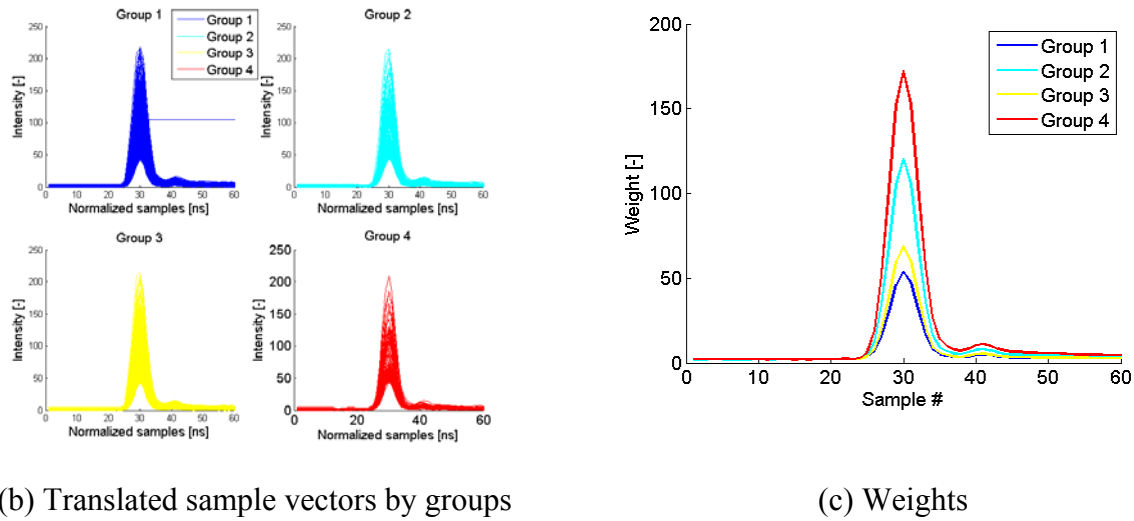 Group 1
Group 1
Group 2
Group 3
Group 4
250
200
150
100
50
0
Intensity [-]
0 10 20 30 40 50 60
Normalized samples [ns]
Group 2
250
200
150
100
50
0
Intensity [-]
0 10 20 30 40 50 60
Normalized samples [ns]
Group 3
250
200
150
100
50
0
Intensity [-]
0 10 20 30 40 50 60
Normalized samples [ns]
Group 4
250
200
150
100
50
0
Intensity [-]
0 10 20 30 40 50 60
Normalized samples [ns]
200
150
100
50
0
Weight [-]
Group 1
Group 2
Group 3
Group 4
0 10 20 30 40 50 60
Sample #
(b) Translated sample vectors by groups
(c) Weights